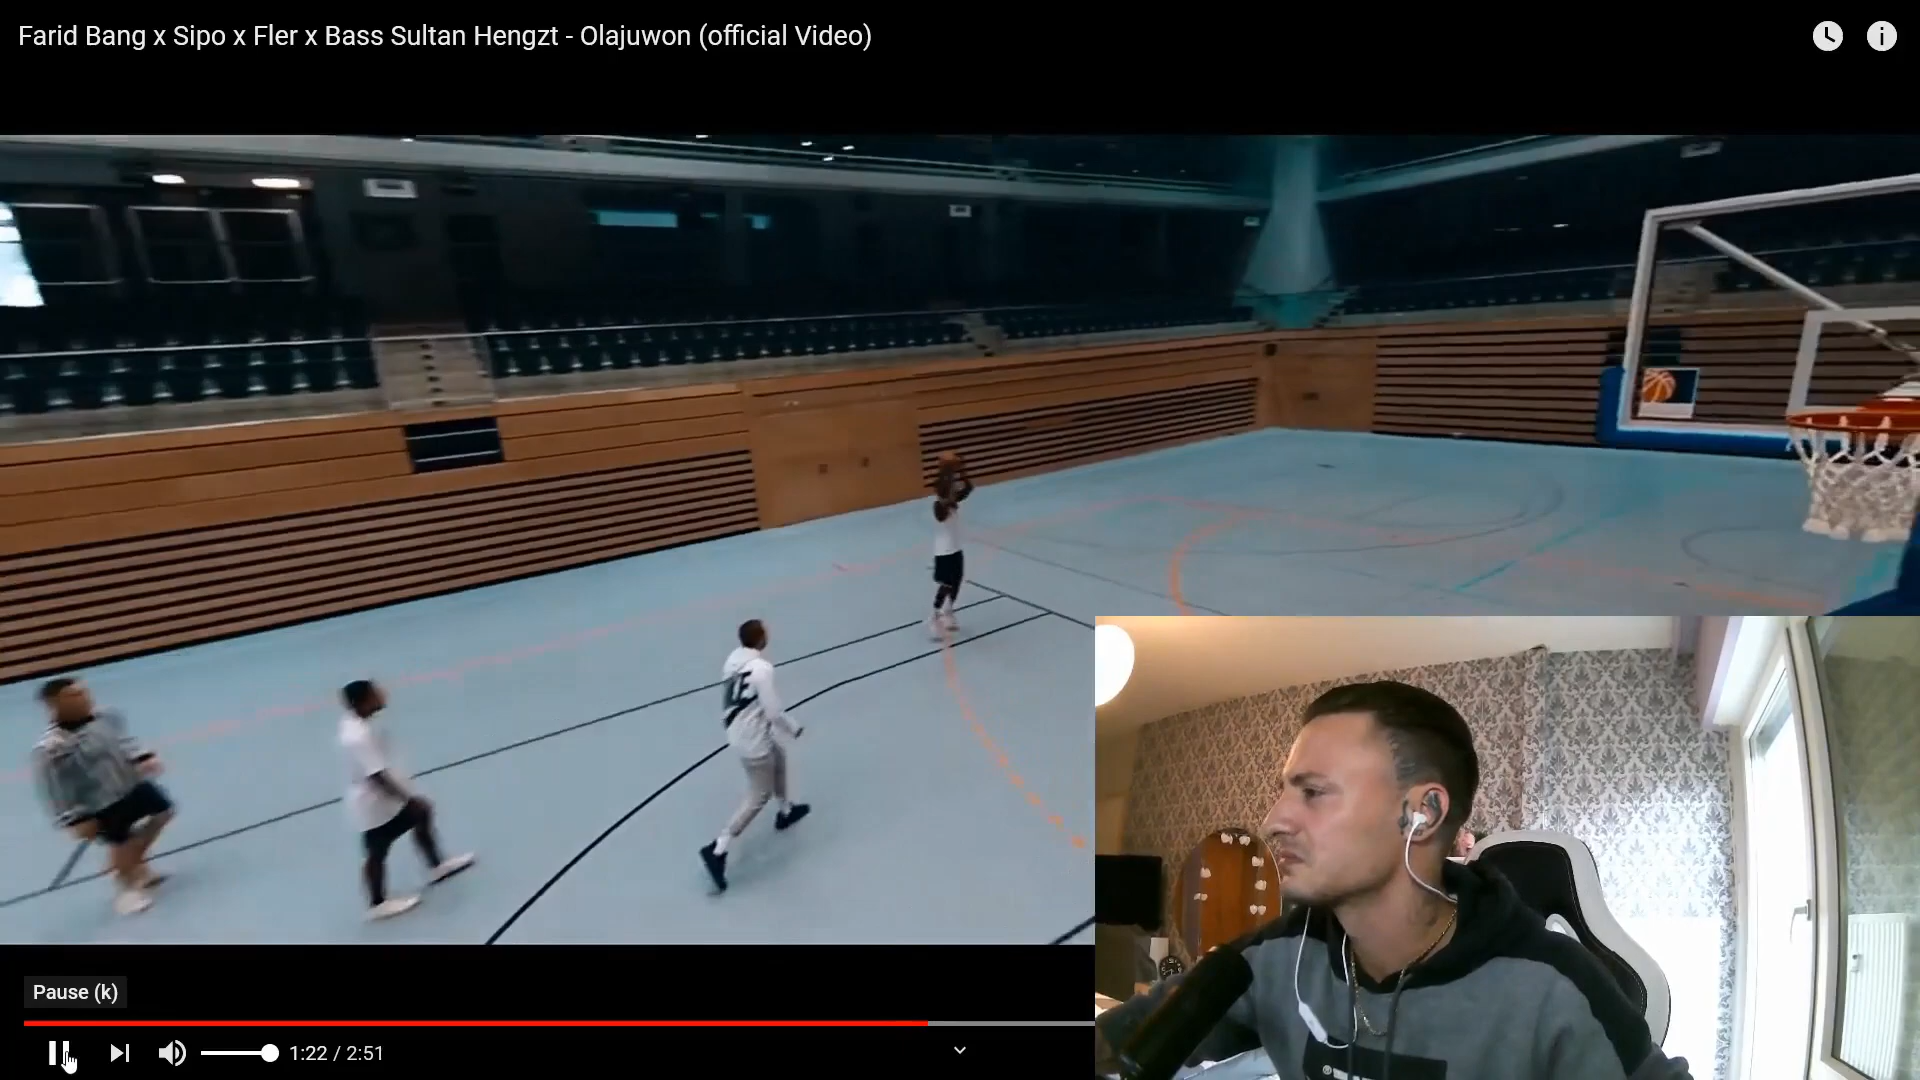 Farid Bang x Sipo x Fler x Bass Sultan Hengzt - Olajuwon (official Video)
Pause (k)
1:22 / 2:51